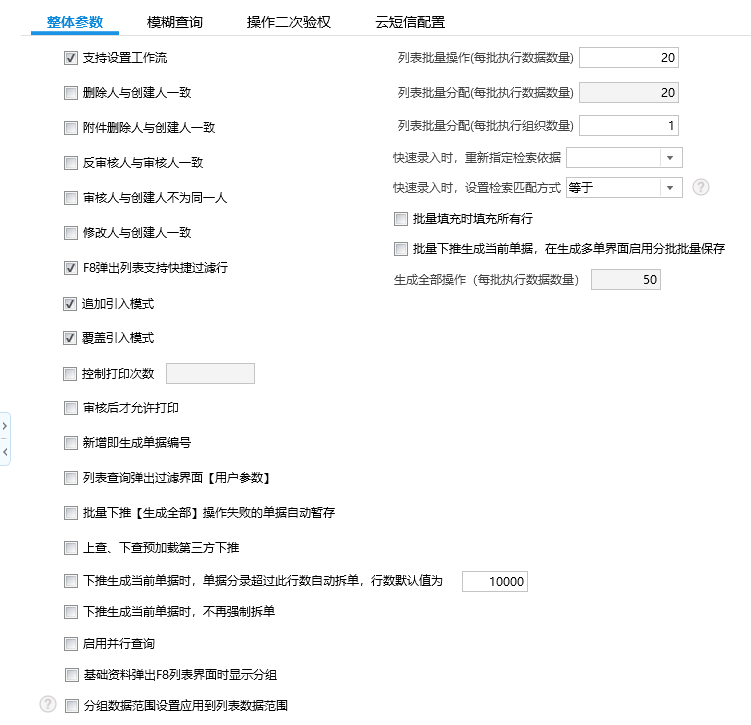 整体参数 模糊查询 操作二次验权 云短信配置
支持设置工作流
删除人与创建人一致
附件删除人与创建人一致
反审核人与审核人一致
审核人与创建人不为同一人
修改人与创建人一致
F8弹出列表支持快捷过滤行
追加引入模式
覆盖引入模式
控制打印次数
审核后才允许打印
新增即生成单据编号
列表查询弹出过滤界面【用户参数】
批量下推【生成全部】操作失败的单据自动暂存
上查、下查预加载第三方下推
下推生成当前单据时，单据分录超过此行数自动拆单，行数默认值为 10000
下推生成当前单据时，不再强制拆单
启用并行查询
基础资料弹出F8列表界面时显示分组
? 分组数据范围设置应用到列表数据范围
列表批量操作(每批执行数据数量) 20
列表批量分配(每批执行数据数量) 20
列表批量分配(每批执行组织数量) 1
快速录入时，重新指定检索依据
快速录入时，设置检索匹配方式 等于 ?
批量填充时填充所有行
批量下推生成当前单据，在生成多单界面启用分批批量保存
生成全部操作（每批执行数据数量） 50